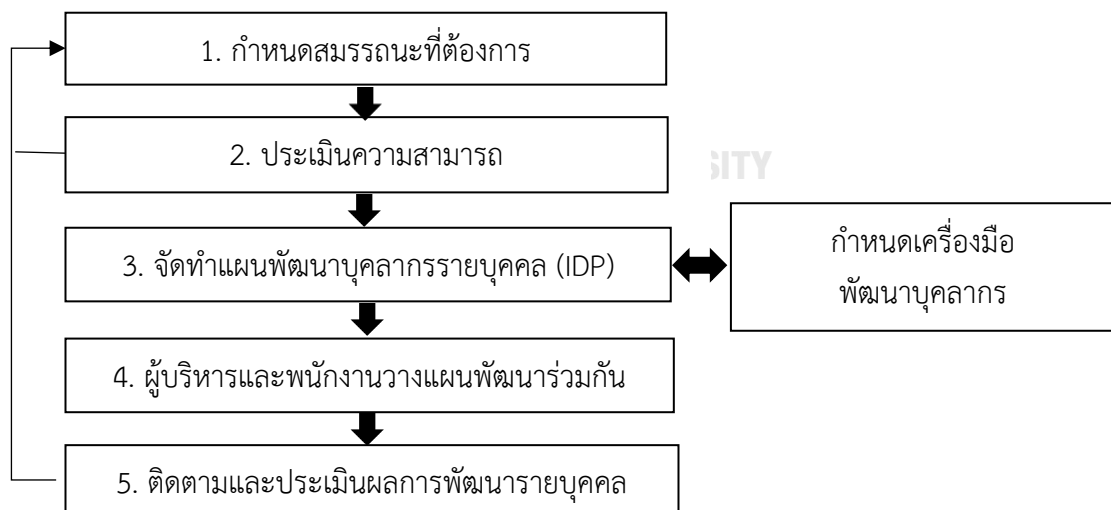 1. กำหนดสมรรถนะที่ต้องการ
2. ประเมินความสามารถ
SITY
3. จัดทำแผนพัฒนาบุคลากรรายบุคคล (IDP)
กำหนดเครื่องมือ
พัฒนาบุคลากร
4. ผู้บริหารและพนักงานวางแผนพัฒนาร่วมกัน
5. ติดตามและประเมินผลการพัฒนารายบุคคล